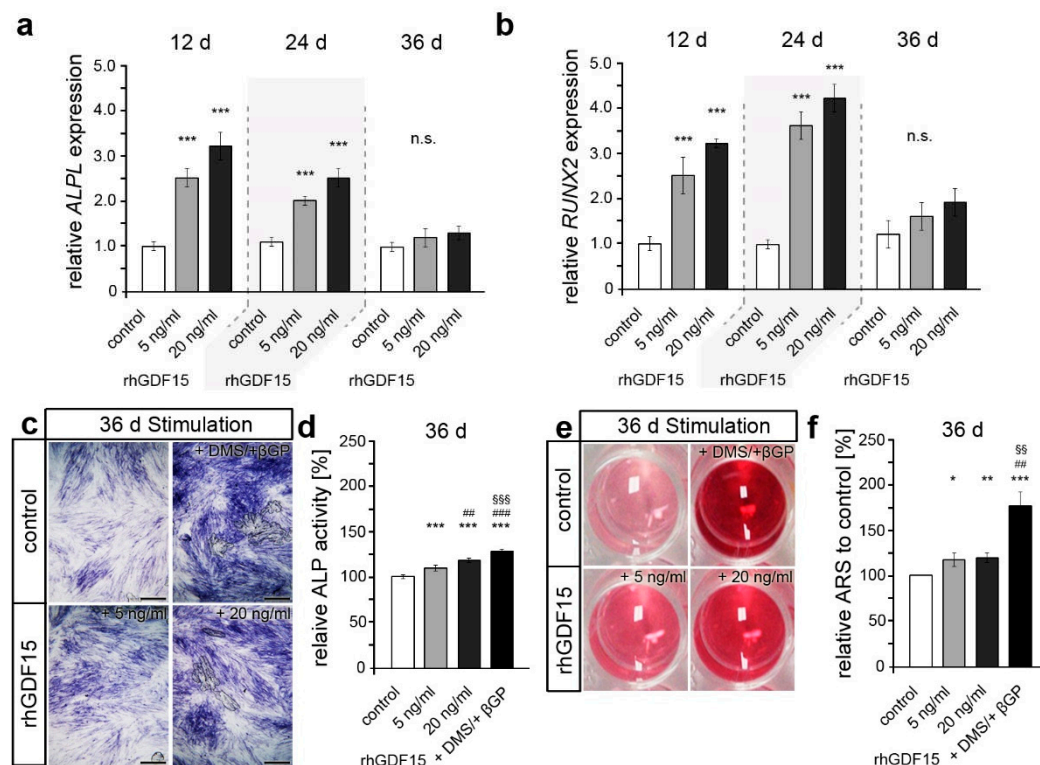 a
12 d 24 d 36 d
relative ALPL expression
5.0
4.0
3.0
2.0
1.0
0
*** ***
*** ***
n.s.
control 5 ng/ml 20 ng/ml control 5 ng/ml 20 ng/ml control 5 ng/ml 20 ng/ml
rhGDF15 rhGDF15 rhGDF15
b
12 d 24 d 36 d
relative RUNX2 expression
5.0
4.0
3.0
2.0
1.0
0
*** ***
*** ***
n.s.
control 5 ng/ml 20 ng/ml control 5 ng/ml 20 ng/ml control 5 ng/ml 20 ng/ml
rhGDF15 rhGDF15 rhGDF15
c
36 d Stimulation
control
+ DMS/+βGP
rhGDF15
+ 5 ng/ml + 20 ng/ml
d
36 d
relaive ALP activity [%]
250
200
150
100
50
0
***
##
***
§§§
###
***
control 5 ng/ml 20 ng/ml + DMS/+ βGP
rhGDF15
e
36 d Stimulation
control
+ DMS/+βGP
rhGDF15
+ 5 ng/ml + 20 ng/ml
f
36 d
relative ARS to control [%]
250
200
150
100
50
0
*
**
§§
##
***
control 5 ng/ml 20 ng/ml + DMS/+ βGP
rhGDF15